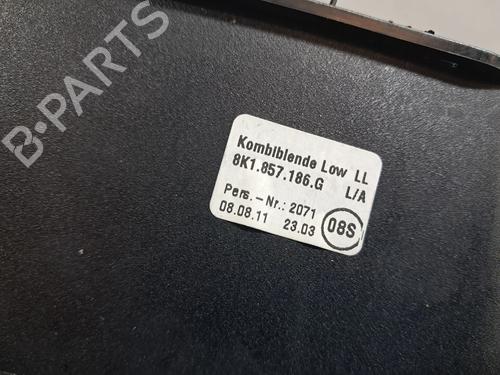 B-PARTS
Kombiblende Low LL
8K1.857.186.G L/A
Pers.-Nr.: 2071
08.08.11 23.03 08S